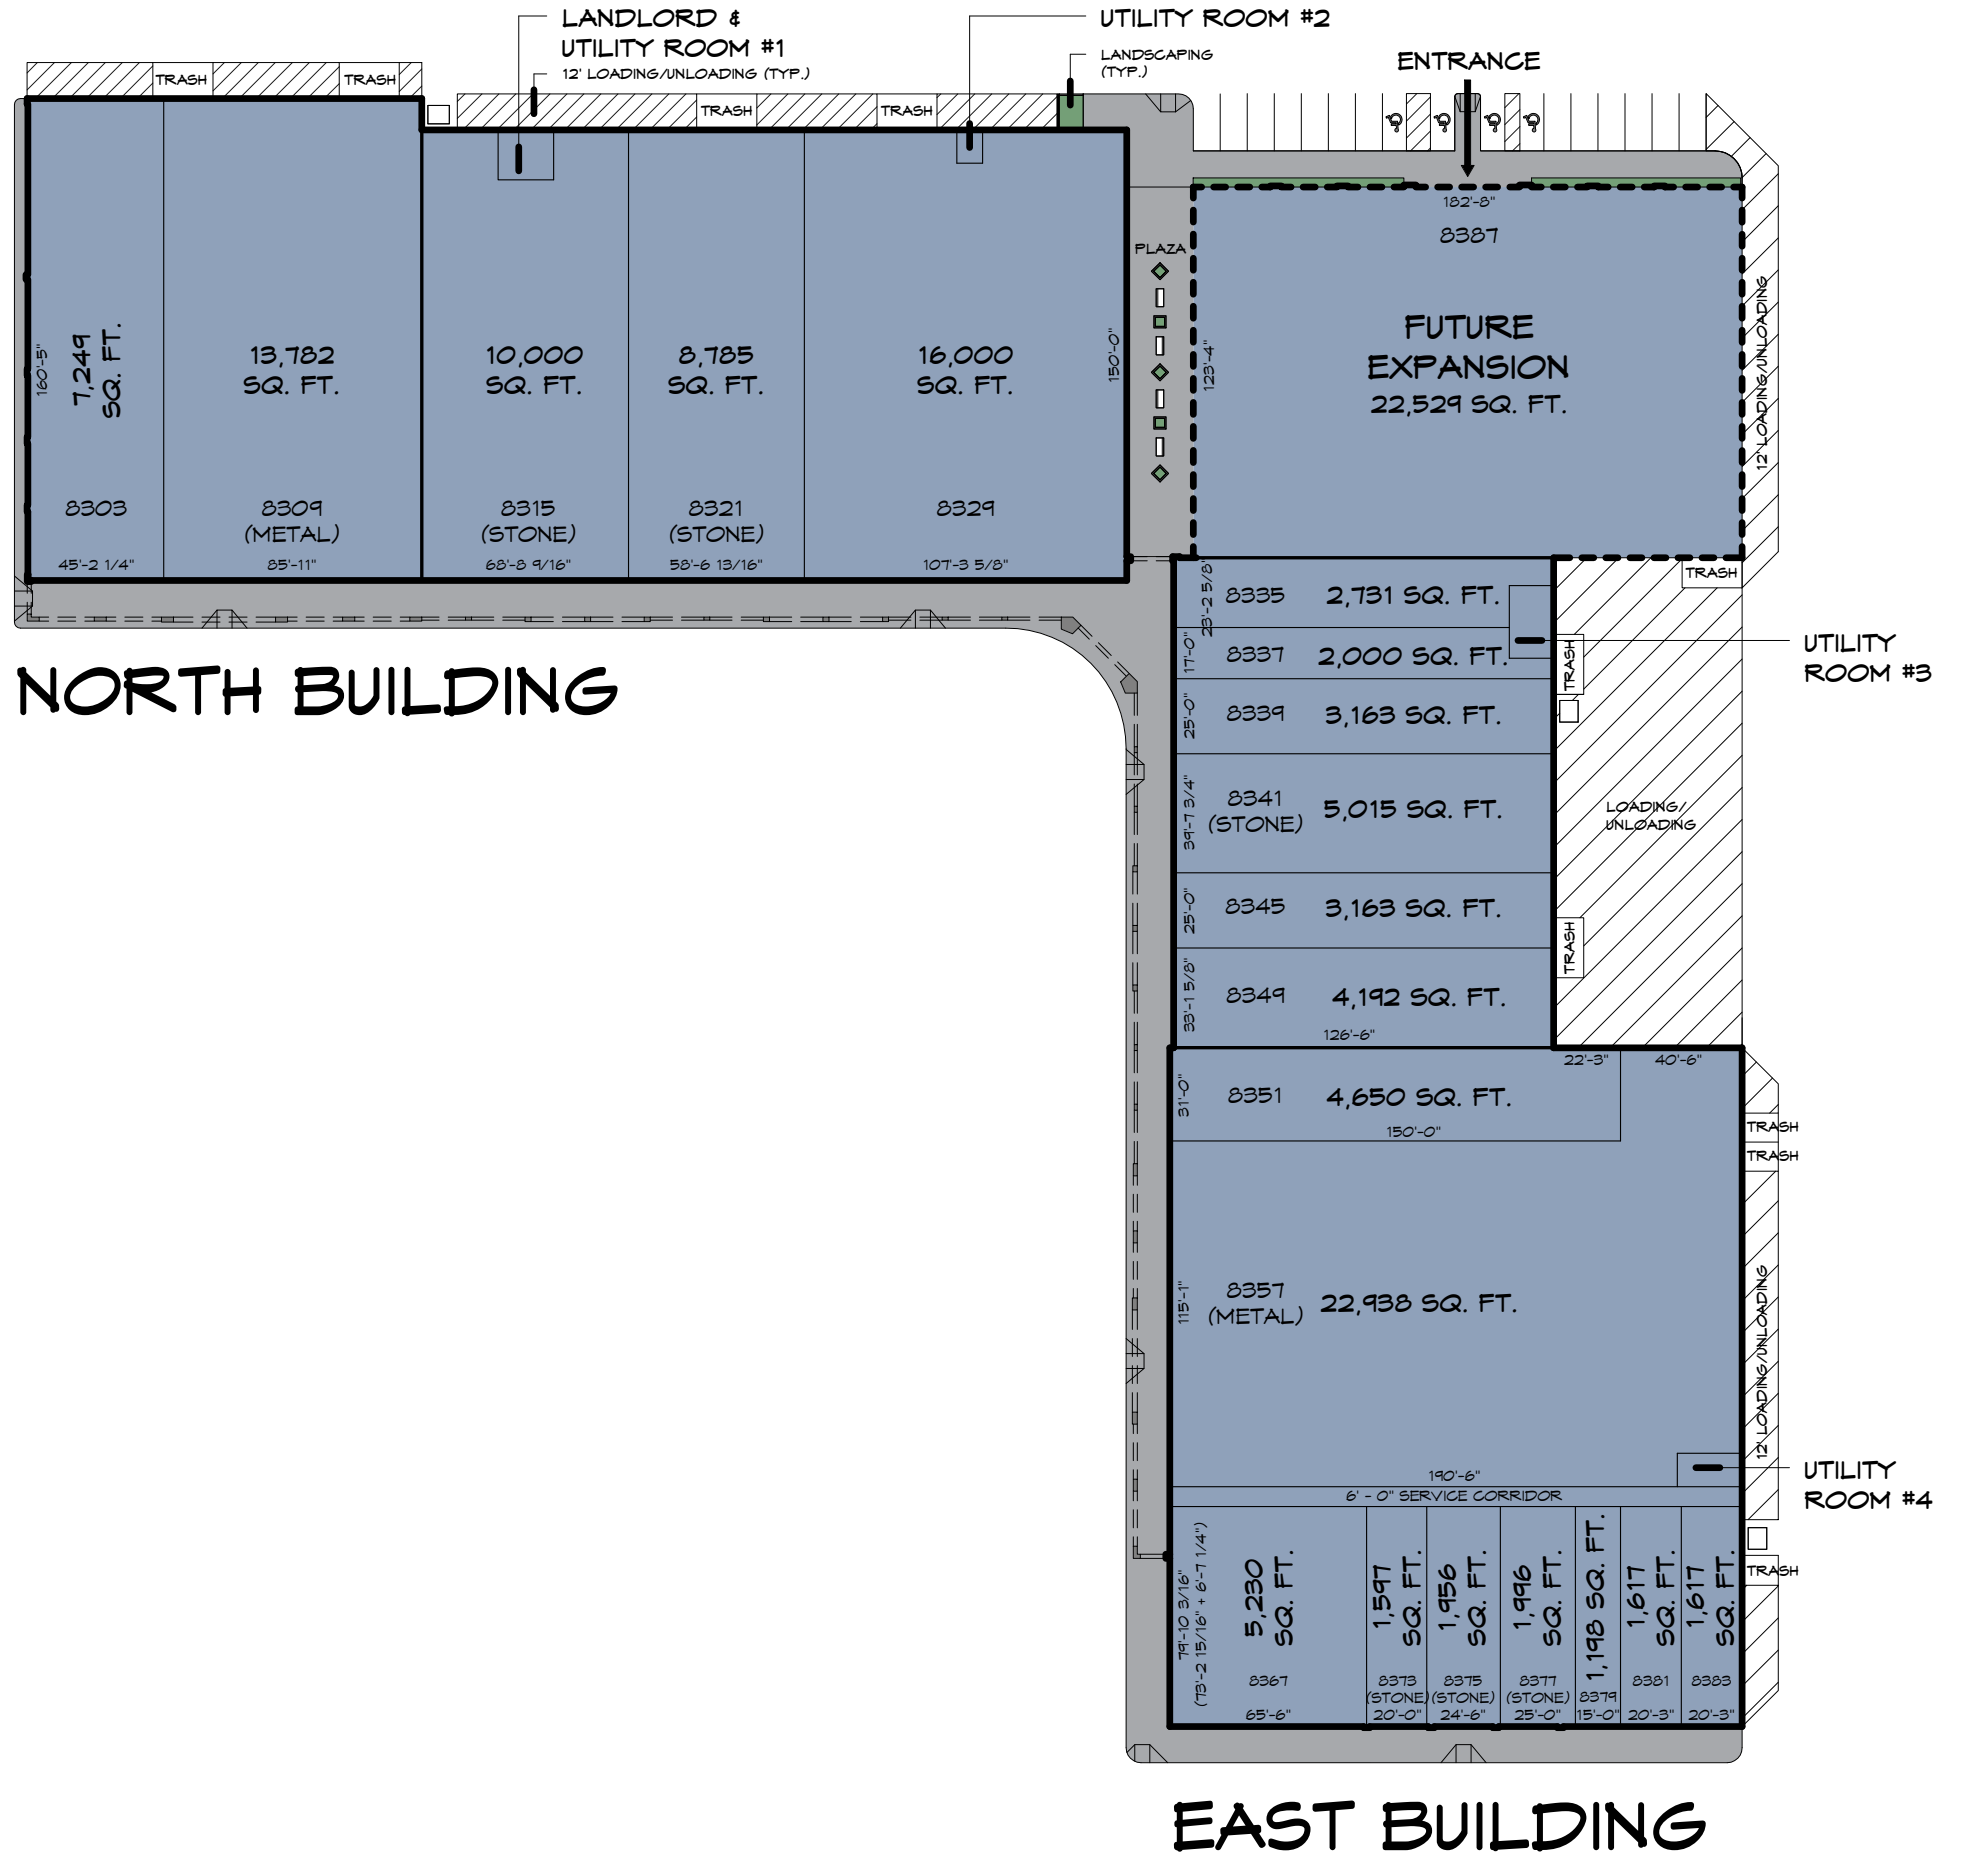 LANDLORD &
UTILITY ROOM #1
12' LOADING/UNLOADING (TYP.)
UTILITY ROOM #2
LANDSCAPING
(TYP.)
ENTRANCE
TRASH
TRASH
TRASH
TRASH
160'-5"
7,249
SQ. FT.
8303
45'-2 1/4"
13,782
SQ. FT.
8309
(METAL)
85'-11"
10,000
SQ. FT.
8315
(STONE)
68'-8 9/16"
8,785
SQ. FT.
8321
(STONE)
58'-6 13/16"
16,000
SQ. FT.
8329
107'-3 5/8"
150'-0"
PLAZA
182'-8"
8387
123'-4"
FUTURE
EXPANSION
22,529 SQ. FT.
12' LOADING/UNLOADING
TRASH
NORTH BUILDING
23'-2 5/8"
8335
2,731 SQ. FT.
17'-0"
8337
2,000 SQ. FT.
TRASH
UTILITY
ROOM #3
25'-0"
8339
3,163 SQ. FT.
39'-7 3/4"
8341
(STONE)
5,015 SQ. FT.
LOADING/
UNLOADING
25'-0"
8345
3,163 SQ. FT.
TRASH
33'-1 5/8"
8349
4,192 SQ. FT.
126'-6"
22'-3"
40'-6"
31'-0"
8351
4,650 SQ. FT.
150'-0"
TRASH
TRASH
115'-1"
8357
(METAL)
22,938 SQ. FT.
12' LOADING/UNLOADING
190'-6"
UTILITY
ROOM #4
6' - 0" SERVICE CORRIDOR
79'-10 3/16"
(73'-2 15/16" + 6'-7 1/4")
5,230
SQ. FT.
8367
65'-6"
1,597
SQ. FT.
8373
(STONE)
20'-0"
1,956
SQ. FT.
8375
(STONE)
24'-6"
1,996
SQ. FT.
8377
(STONE)
25'-0"
1,198 SQ. FT.
8379
15'-0"
1,617
SQ. FT.
8381
20'-3"
1,617
SQ. FT.
8383
20'-3"
TRASH
EAST BUILDING